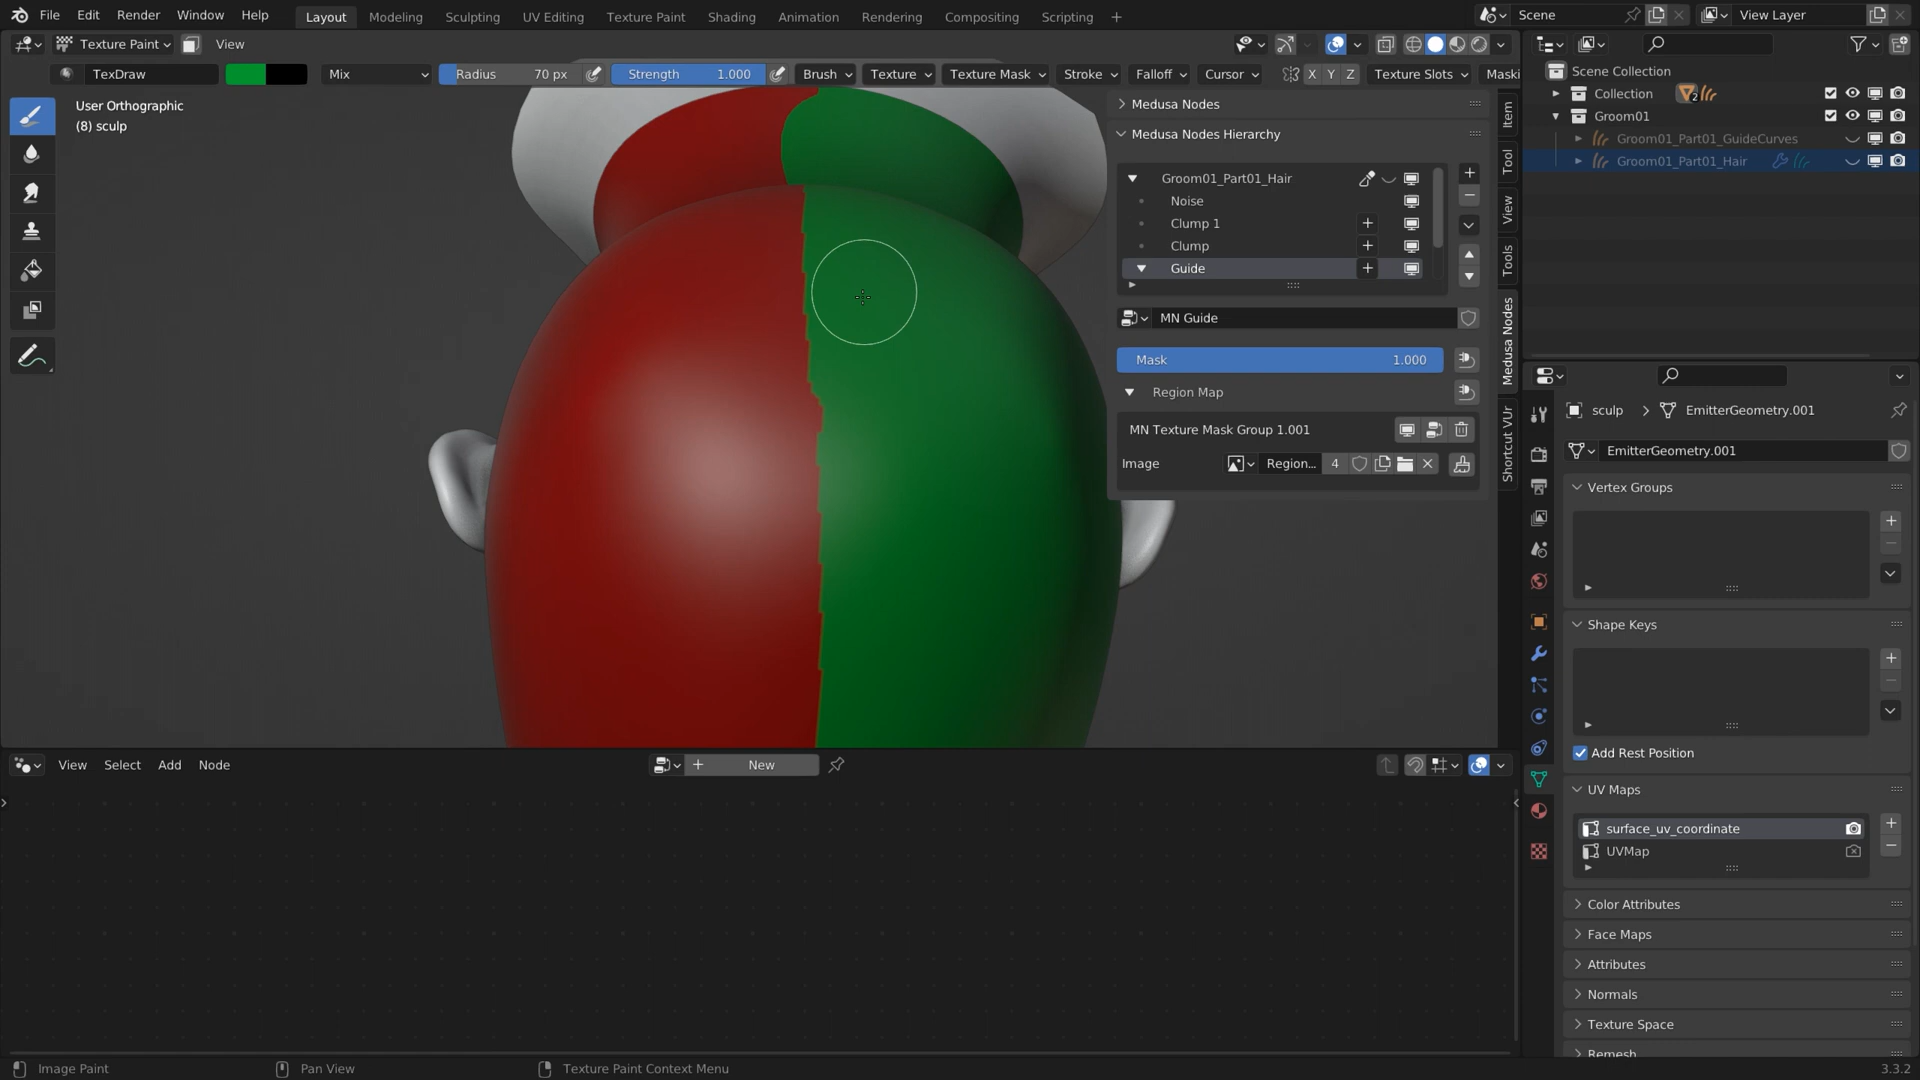 File Edit Render Window Help Layout Modeling Sculpting UV Editing Texture Paint Shading Animation Rendering Compositing Scripting + Scene View Layer
Texture Paint View
TexDraw Mix Radius 70 px Strength 1.000 Brush Texture Texture Mask Stroke Falloff Cursor X Y Z Texture Slots Maski
User Orthographic
(8) sculp
Medusa Nodes
Medusa Nodes Hierarchy
Groom01_Part01_Hair
Noise
Clump 1
Clump
Guide
MN Guide
Mask 1.000
Region Map
MN Texture Mask Group 1.001
Image Region... 4
Item
Tool
View
Tools
Medusa Nodes
Shortcut VUr
Scene Collection
Collection 2
Groom01
Groom01_Part01_GuideCurves
Groom01_Part01_Hair
sculp EmitterGeometry.001
EmitterGeometry.001
Vertex Groups
Shape Keys
Add Rest Position
UV Maps
surface_uv_coordinate
UVMap
Color Attributes
Face Maps
Attributes
Normals
Texture Space
Remesh
View Select Add Node New
Image Paint Pan View Texture Paint Context Menu 3.3.2